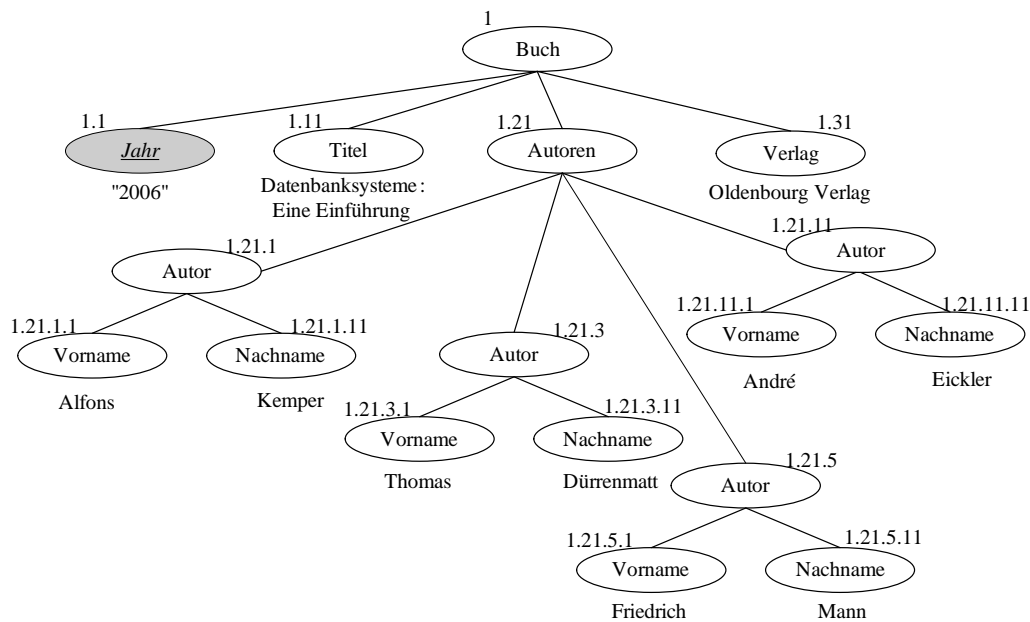 1
Buch
1.1
1.11
1.21
1.31
Jahr
Titel
Autoren
Verlag
"2006"
Datenbanksysteme:
Eine Einführung
Oldenbourg Verlag
1.21.1
Autor
1.21.11
Autor
1.21.1.1
Vorname
Alfons
1.21.1.11
Nachname
Kemper
1.21.3
Autor
1.21.11.1
Vorname
André
1.21.11.11
Nachname
Eickler
1.21.3.1
Vorname
Thomas
1.21.3.11
Nachname
Dürrenmatt
1.21.5
Autor
1.21.5.1
Vorname
Friedrich
1.21.5.11
Nachname
Mann